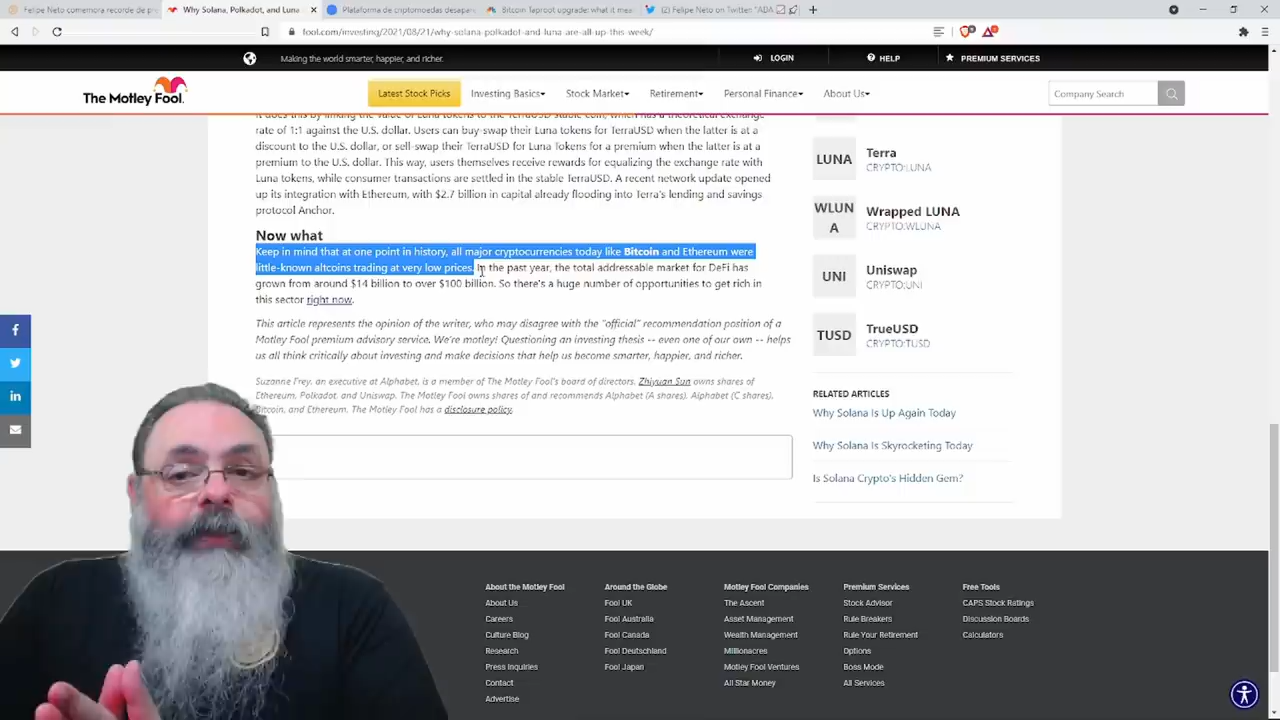 Felipe Neto comemora recorde de p
Why Solana, Polkadot, and Luna
Plataforma de criptomoedas desapar
Bitcoin Taproot upgrade: what it mea
(2) Felipe Neto on Twitter: "ADA
fool.com/investing/2021/08/21/why-solana-polkadot-and-luna-are-all-up-this-week/
Making the world smarter, happier, and richer.
LOGIN
HELP
PREMIUM SERVICES
The Motley Fool.
Latest Stock Picks
Investing Basics
Stock Market
Retirement
Personal Finance
About Us
Company Search
It does this by linking the value of Luna tokens to the TerraUSD stable coin, which has a theoretical exchange
rate of 1:1 against the U.S. dollar. Users can buy-swap their Luna tokens for TerraUSD when the latter is at a
discount to the U.S. dollar, or sell-swap their TerraUSD for Luna Tokens for a premium when the latter is at a
premium to the U.S. dollar. This way, users themselves receive rewards for equalizing the exchange rate with
Luna tokens, while consumer transactions are settled in the stable TerraUSD. A recent network update opened
up its integration with Ethereum, with $2.7 billion in capital already flooding into Terra's lending and savings
protocol Anchor.
Now what
Keep in mind that at one point in history, all major cryptocurrencies today like Bitcoin and Ethereum were
little-known altcoins trading at very low prices. In the past year, the total addressable market for DeFi has
grown from around $14 billion to over $100 billion. So there's a huge number of opportunities to get rich in
this sector right now.
This article represents the opinion of the writer, who may disagree with the "official" recommendation position of a
Motley Fool premium advisory service. We're motley! Questioning an investing thesis -- even one of our own -- helps
us all think critically about investing and make decisions that help us become smarter, happier, and richer.
Suzanne Frey, an executive at Alphabet, is a member of The Motley Fool's board of directors. Zhiyuan Sun owns shares of
Ethereum, Polkadot, and Uniswap. The Motley Fool owns shares of and recommends Alphabet (A shares), Alphabet (C shares),
Bitcoin, and Ethereum. The Motley Fool has a disclosure policy.
LUNA
Terra
CRYPTO:LUNA
WLUN
A
Wrapped LUNA
CRYPTO:WLUNA
UNI
Uniswap
CRYPTO:UNI
TUSD
TrueUSD
CRYPTO:TUSD
RELATED ARTICLES
Why Solana Is Up Again Today
Why Solana Is Skyrocketing Today
Is Solana Crypto's Hidden Gem?
About the Motley Fool
About Us
Careers
Culture Blog
Research
Press Inquiries
Contact
Advertise
Around the Globe
Fool UK
Fool Australia
Fool Canada
Fool Deutschland
Fool Japan
Motley Fool Companies
The Ascent
Asset Management
Wealth Management
Millionacres
Motley Fool Ventures
All Star Money
Premium Services
Stock Advisor
Rule Breakers
Rule Your Retirement
Options
Boss Mode
All Services
Free Tools
CAPS Stock Ratings
Discussion Boards
Calculators